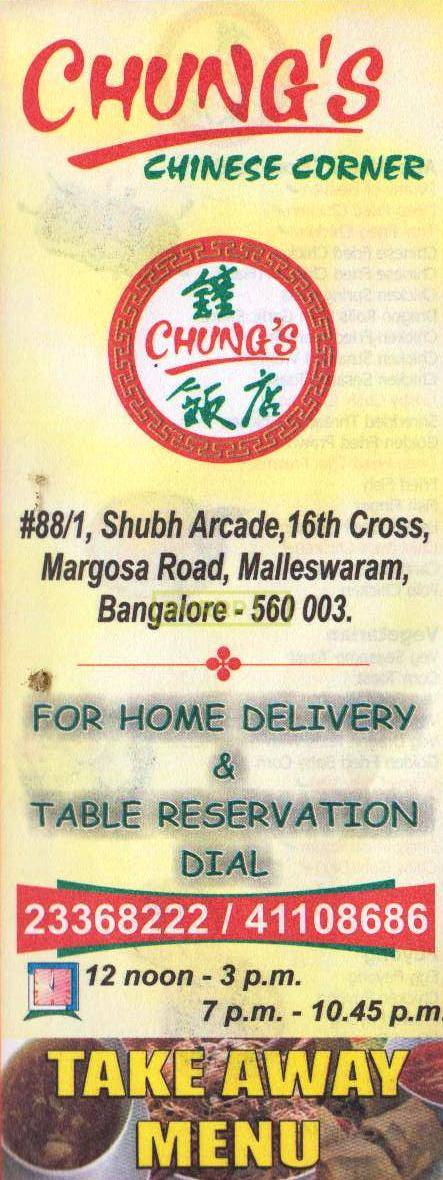 CHUNG'S
CHINESE CORNER
鐘
CHUNG'S
飯店
#88/1, Shubh Arcade,16th Cross,
Margosa Road, Malleswaram,
Bangalore - 560 003.
FOR HOME DELIVERY
&
TABLE RESERVATION
DIAL
23368222 / 41108686
12 noon - 3 p.m.
7 p.m. - 10.45 p.m.
TAKE AWAY
MENU